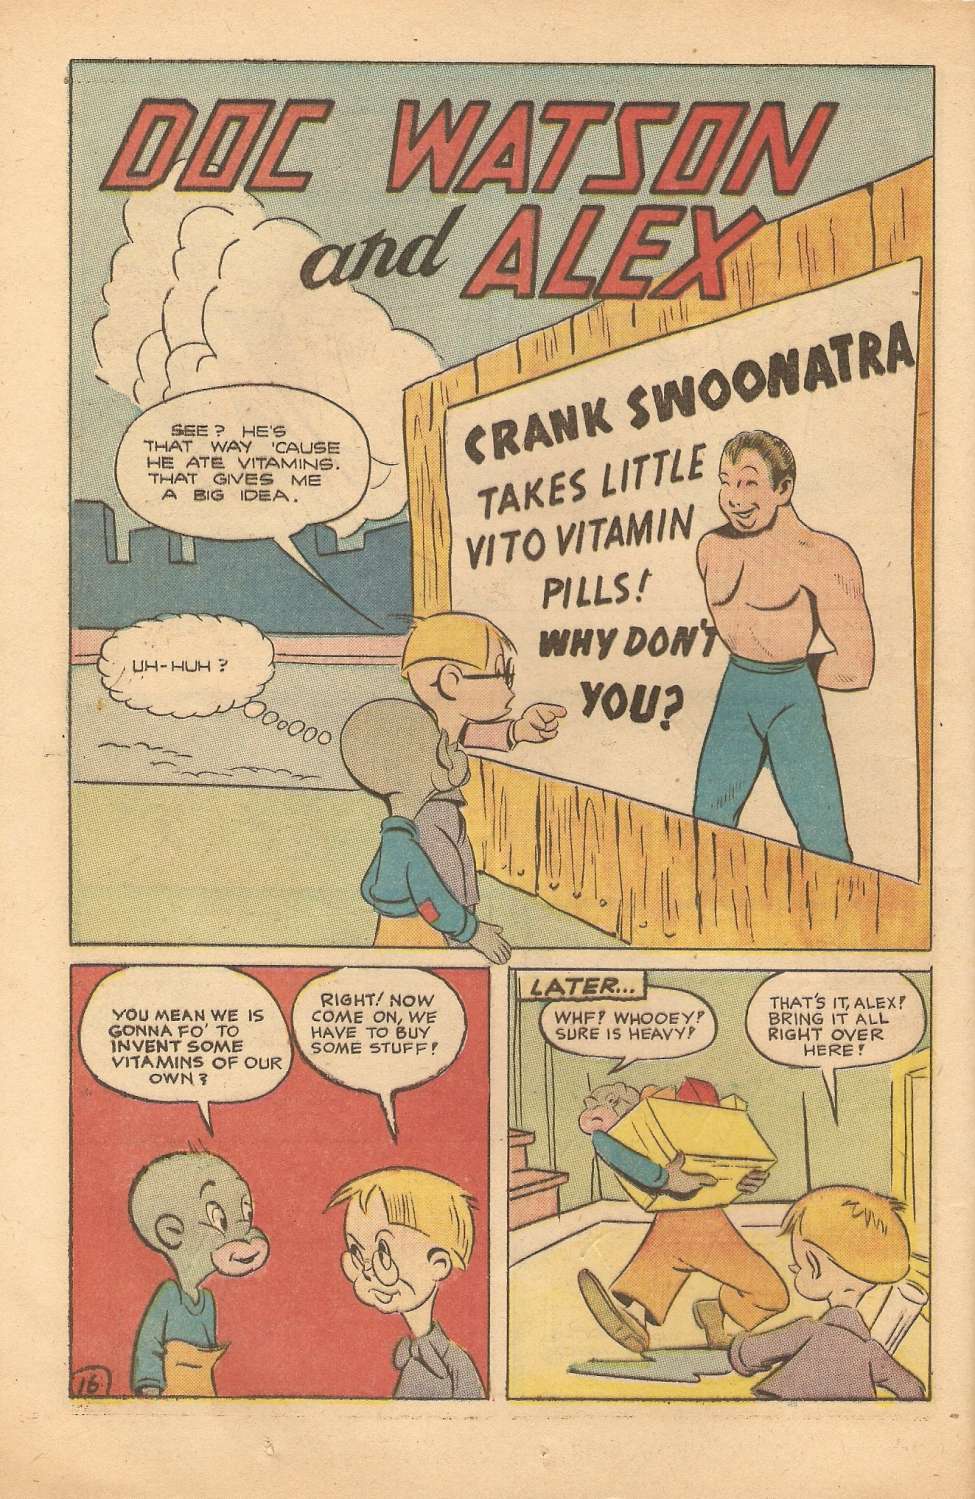 DOC WATSON
and ALEX
SEE? HE'S
THAT WAY 'CAUSE
HE ATE VITAMINS.
THAT GIVES ME
A BIG IDEA.
UH-HUH?
CRANK SWOONATRA
TAKES LITTLE
VITO VITAMIN
PILLS!
WHY DON'T
YOU?
YOU MEAN WE IS
GONNA FO' TO
INVENT SOME
VITAMINS OF OUR
OWN?
RIGHT! NOW
COME ON, WE
HAVE TO BUY
SOME STUFF!
16
LATER...
WHF! WHOOEY!
SURE IS HEAVY!
THAT'S IT, ALEX!
BRING IT ALL
RIGHT OVER
HERE!